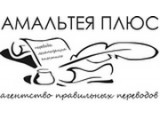 АМАЛЬТЕЯ ПЛЮС
агентство правильных переводов